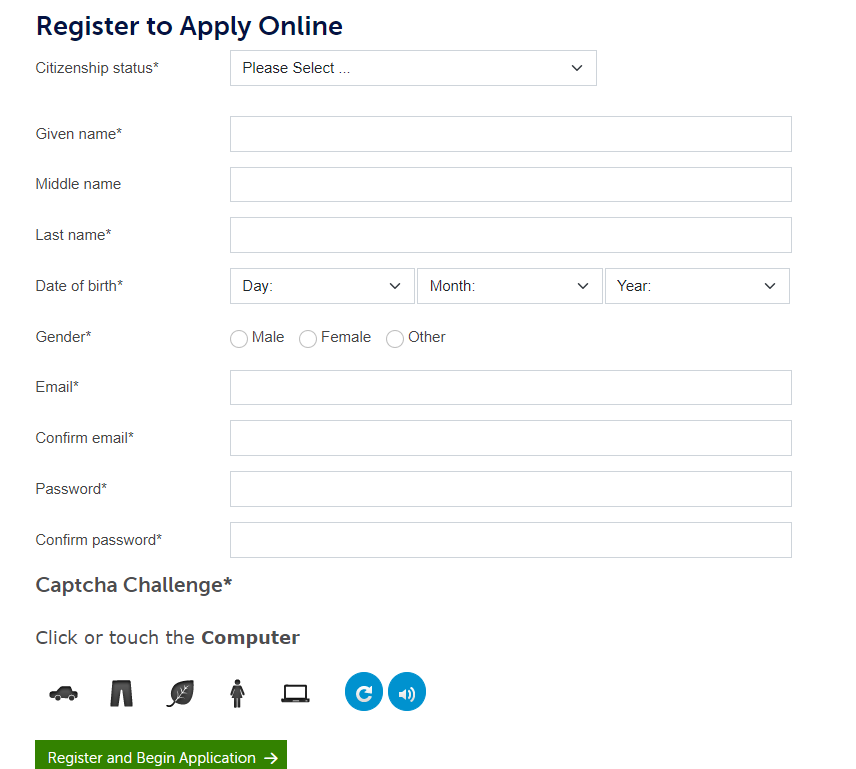 Register to Apply Online
Citizenship status* Please Select ...
Given name*
Middle name
Last name*
Date of birth* Day: Month: Year:
Gender* Male Female Other
Email*
Confirm email*
Password*
Confirm password*
Captcha Challenge*
Click or touch the Computer
Register and Begin Application